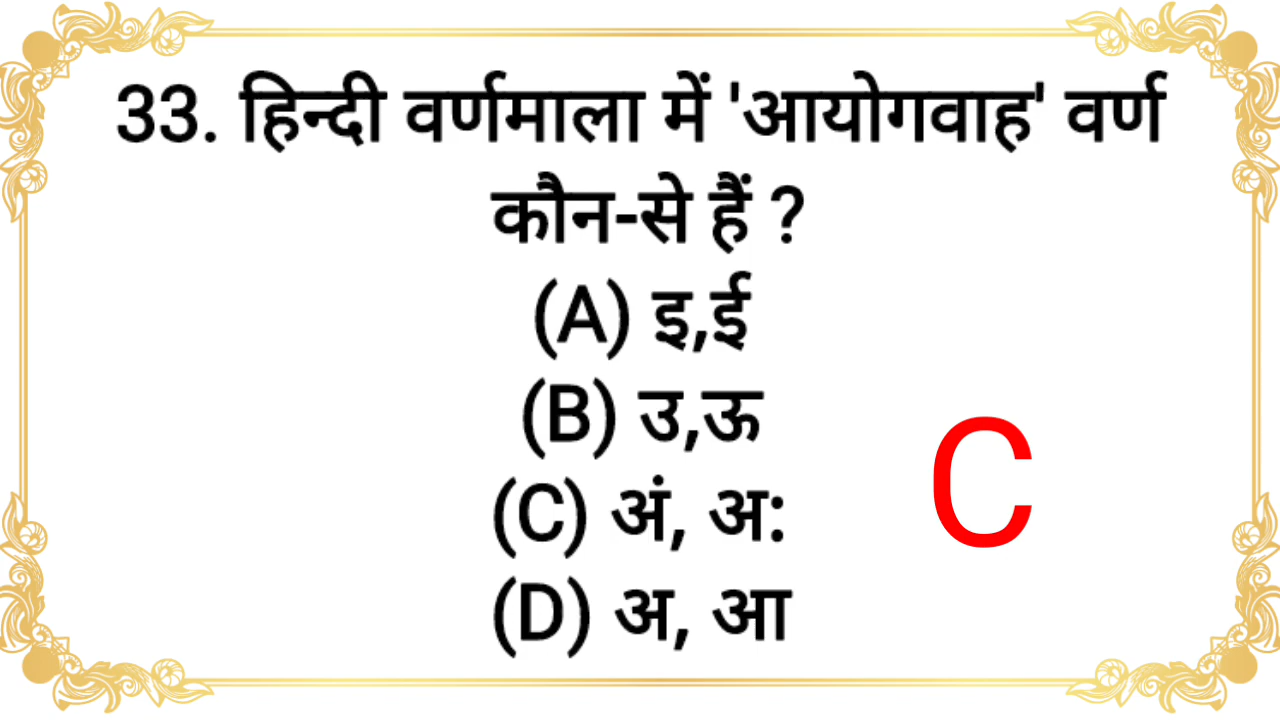 33. हिन्दी वर्णमाला में 'आयोगवाह' वर्ण
कौन-से हैं ?
(A) इ,ई
(B) उ,ऊ
(C) अं, अः
(D) अ, आ
C